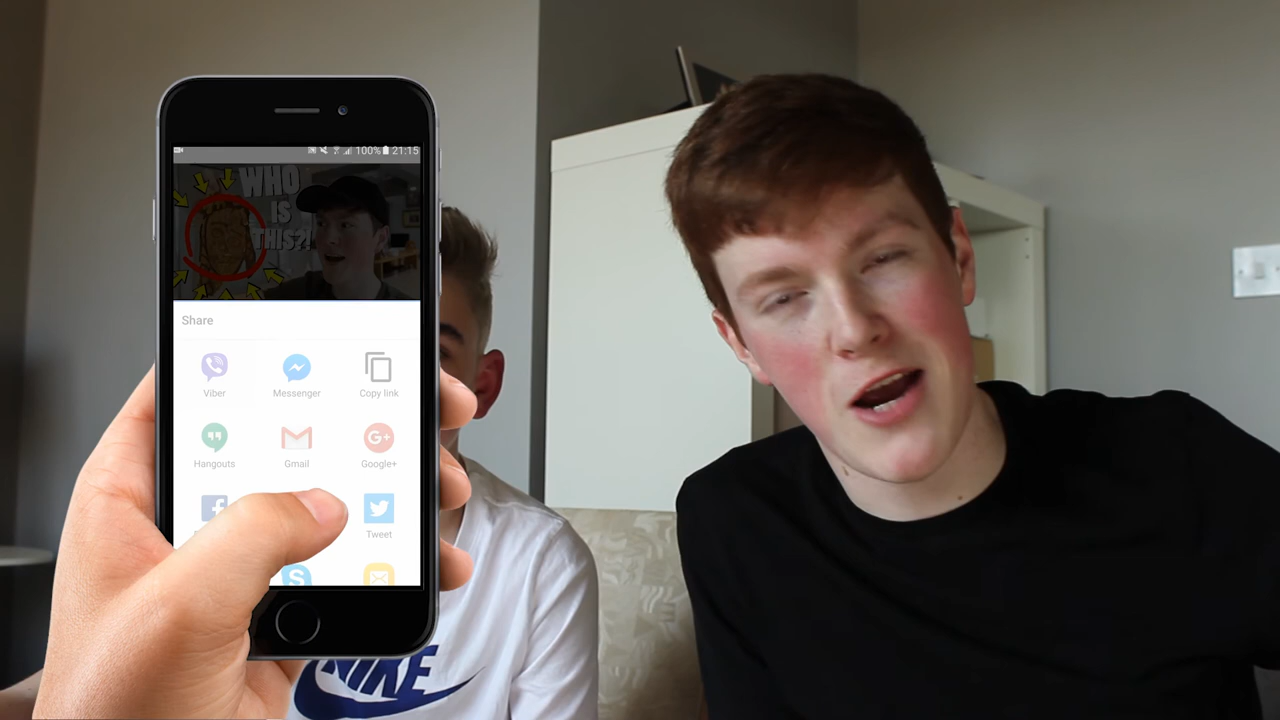 100% 21:15
WHO
IS
THIS?!
Share
Viber
Messenger
Copy link
Hangouts
Gmail
Google+
Tweet
NIKE